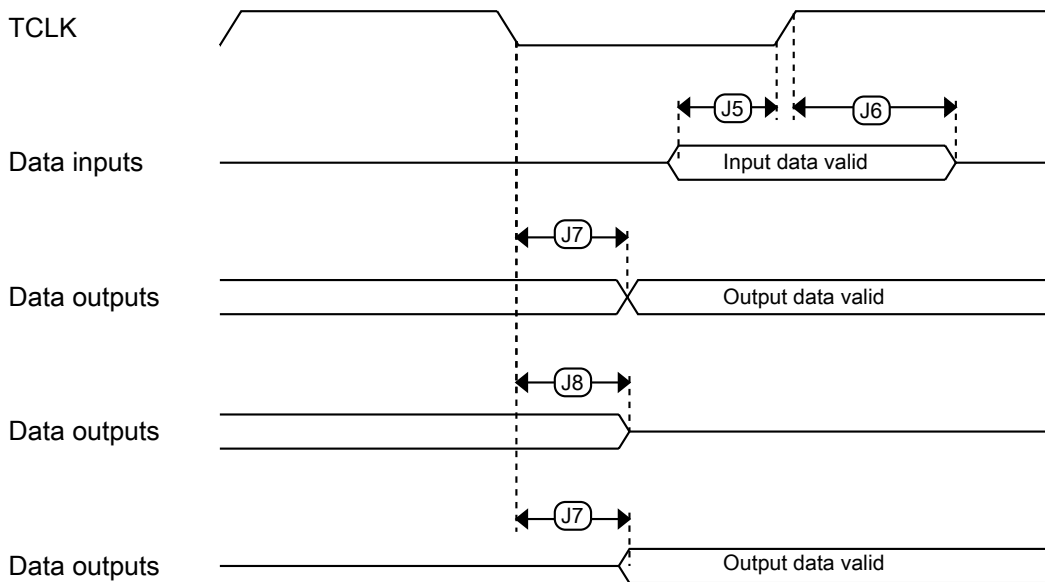 TCLK
J5
J6
Data inputs
Input data valid
J7
Data outputs
Output data valid
J8
Data outputs
J7
Data outputs
Output data valid